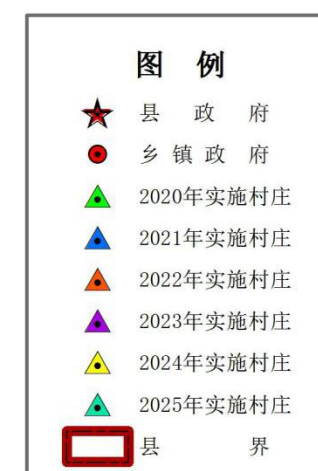 图 例
县 政 府
乡 镇 政 府
2020年实施村庄
2021年实施村庄
2022年实施村庄
2023年实施村庄
2024年实施村庄
2025年实施村庄
县 界